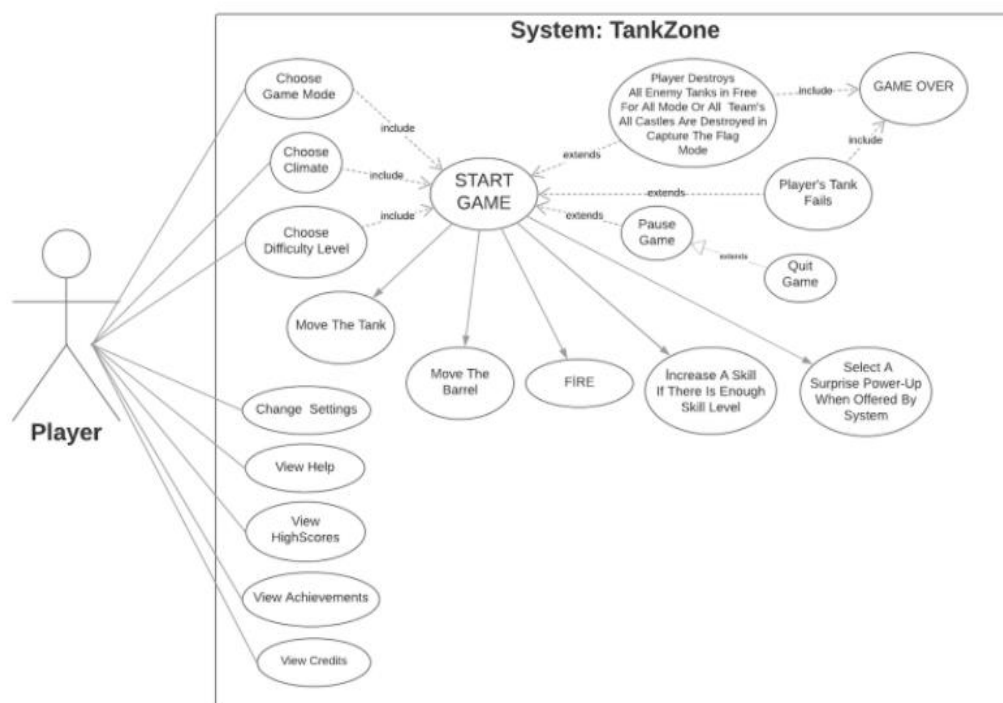 System: TankZone
Choose
Game Mode
Player Destroys
All Enemy Tanks in Free
For All Mode Or All Team's
All Castles Are Destroyed in
Capture The Flag
Mode
include
GAME OVER
include
include
Choose
Climate
include
extends
START
GAME
extends
Player's Tank
Fails
Choose
Difficulty Level
include
extends
Pause
Game
extends
Quit
Game
Move The Tank
Move The
Barrel
FİRE
İncrease A Skill
If There Is Enough
Skill Level
Select A
Surprise Power-Up
When Offered By
System
Player
Change Settings
View Help
View
HighScores
View Achievements
View Credits